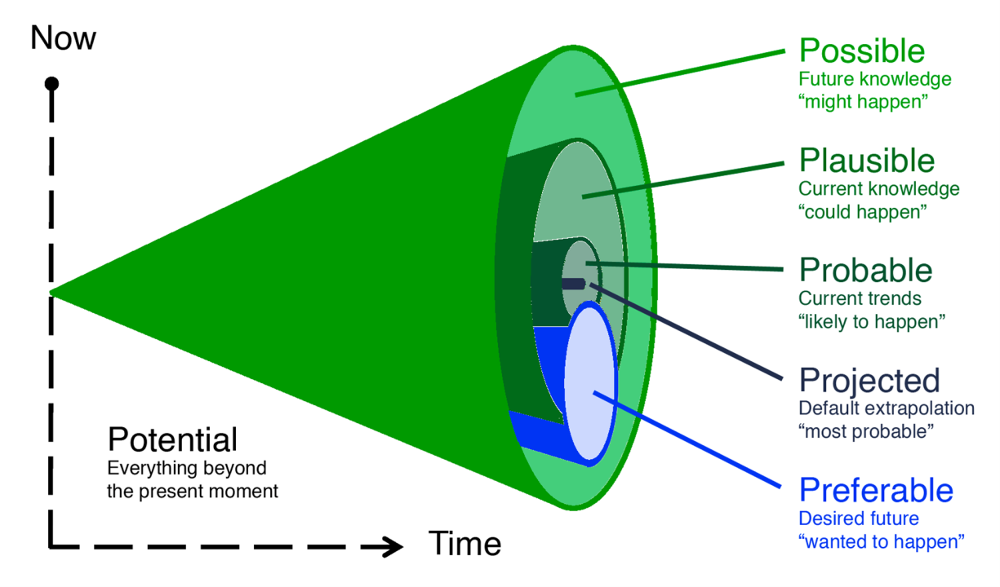 Now
Possible
Future knowledge
“might happen”
Plausible
Current knowledge
“could happen”
Probable
Current trends
“likely to happen”
Projected
Default extrapolation
“most probable”
Potential
Everything beyond
the present moment
Preferable
Desired future
“wanted to happen”
Time